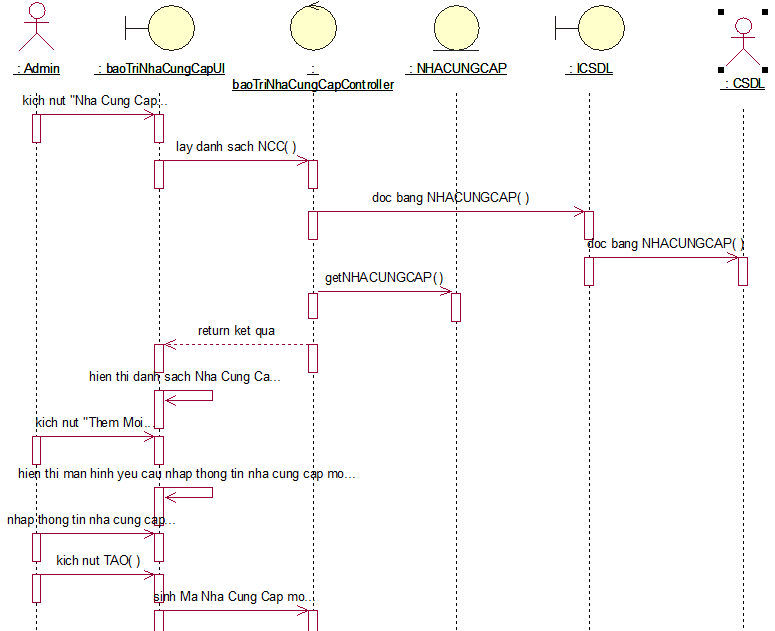 : Admin
: baoTriNhaCungCapUI
:
baoTriNhaCungCapController
: NHACUNGCAP
: ICSDL
: CSDL
kich nut "Nha Cung Cap...
lay danh sach NCC( )
doc bang NHACUNGCAP( )
doc bang NHACUNGCAP( )
getNHACUNGCAP( )
return ket qua
hien thi danh sach Nha Cung Ca...
kich nut "Them Moi...
hien thi man hinh yeu cau nhap thong tin nha cung cap mo...
nhap thong tin nha cung cap...
kich nut TAO( )
sinh Ma Nha Cung Cap mo...